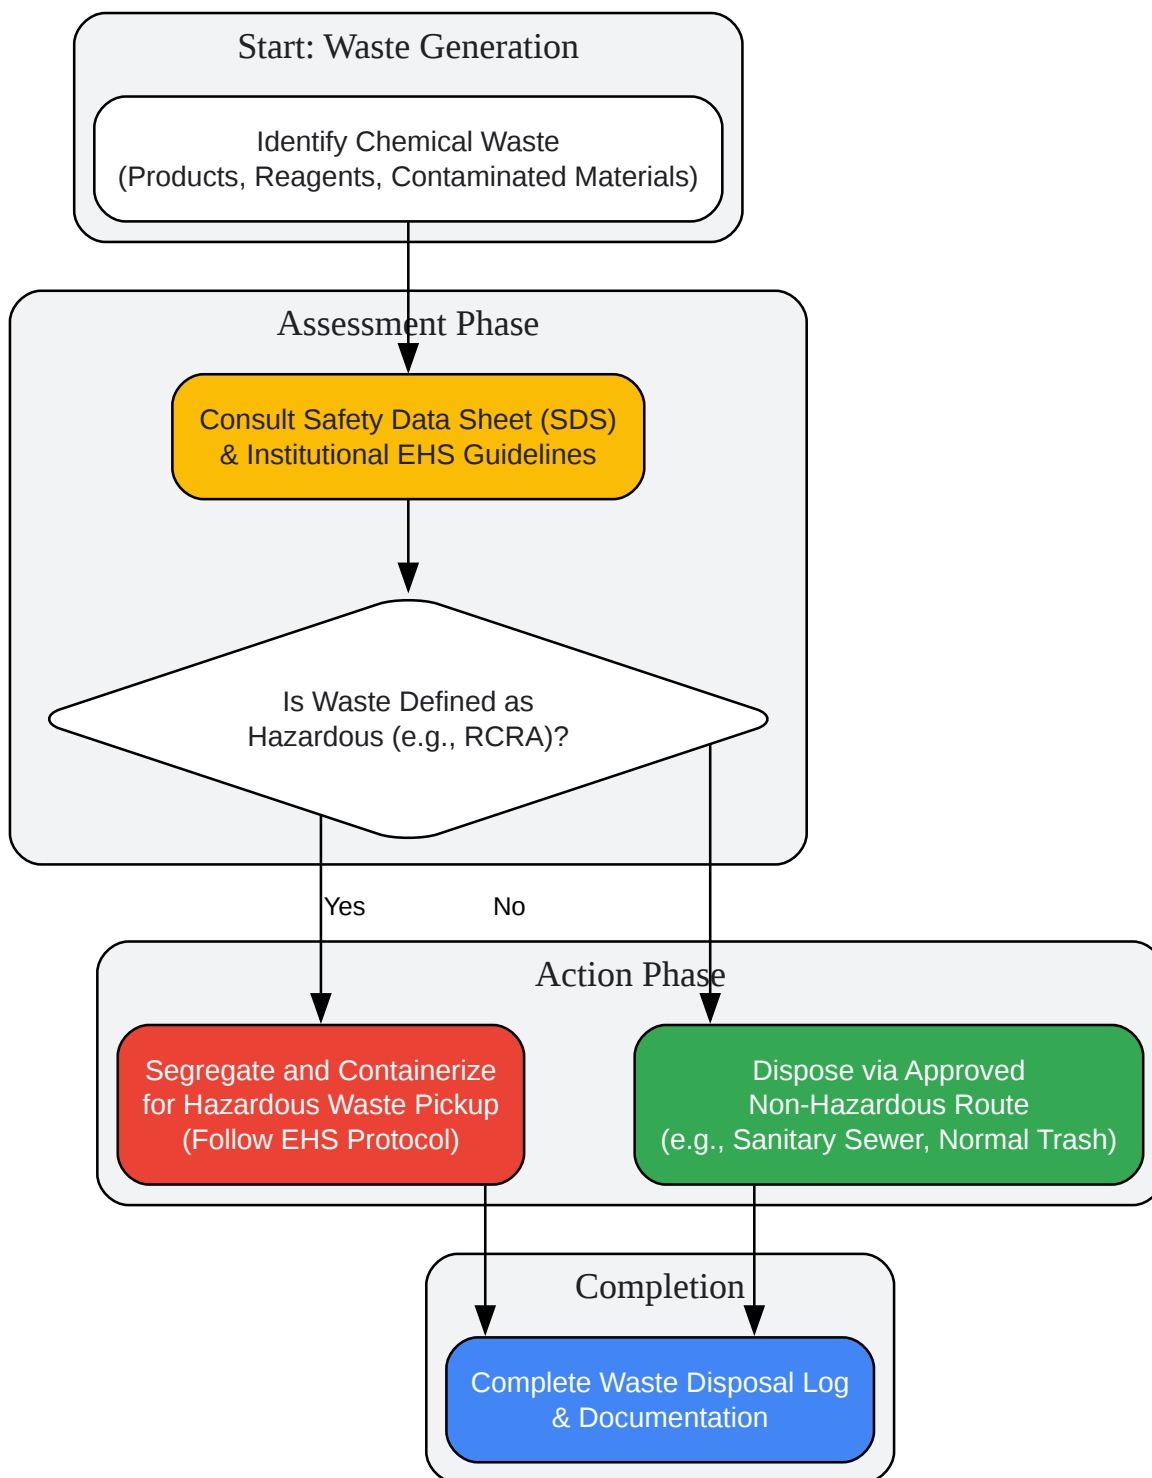 Start: Waste Generation
Identify Chemical Waste
(Products, Reagents, Contaminated Materials)
Assessment Phase
Consult Safety Data Sheet (SDS)
& Institutional EHS Guidelines
Is Waste Defined as
Hazardous (e.g., RCRA)?
Yes
No
Action Phase
Segregate and Containerize
for Hazardous Waste Pickup
(Follow EHS Protocol)
Dispose via Approved
Non-Hazardous Route
(e.g., Sanitary Sewer, Normal Trash)
Completion
Complete Waste Disposal Log
& Documentation